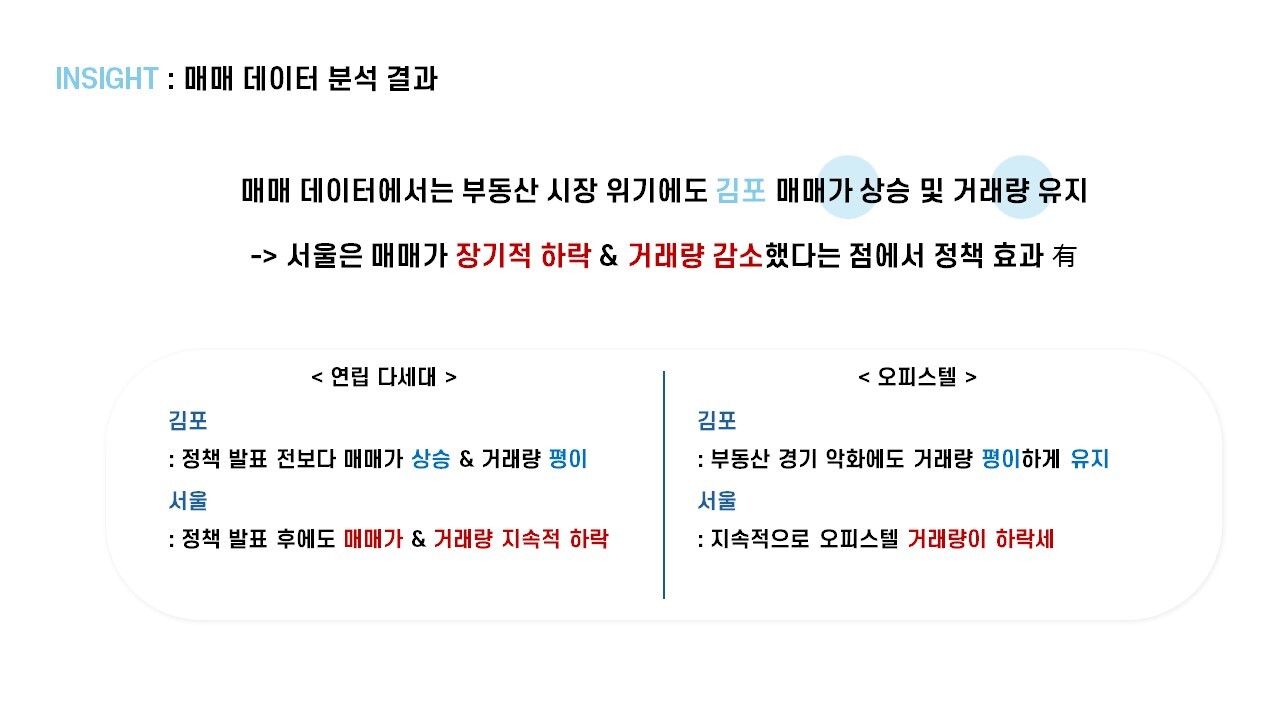 INSIGHT : 매매 데이터 분석 결과
매매 데이터에서는 부동산 시장 위기에도 김포 매매가 상승 및 거래량 유지
-> 서울은 매매가 장기적 하락 & 거래량 감소했다는 점에서 정책 효과 有
< 연립 다세대 >
김포
: 정책 발표 전보다 매매가 상승 & 거래량 평이
서울
: 정책 발표 후에도 매매가 & 거래량 지속적 하락
< 오피스텔 >
김포
: 부동산 경기 악화에도 거래량 평이하게 유지
서울
: 지속적으로 오피스텔 거래량이 하락세